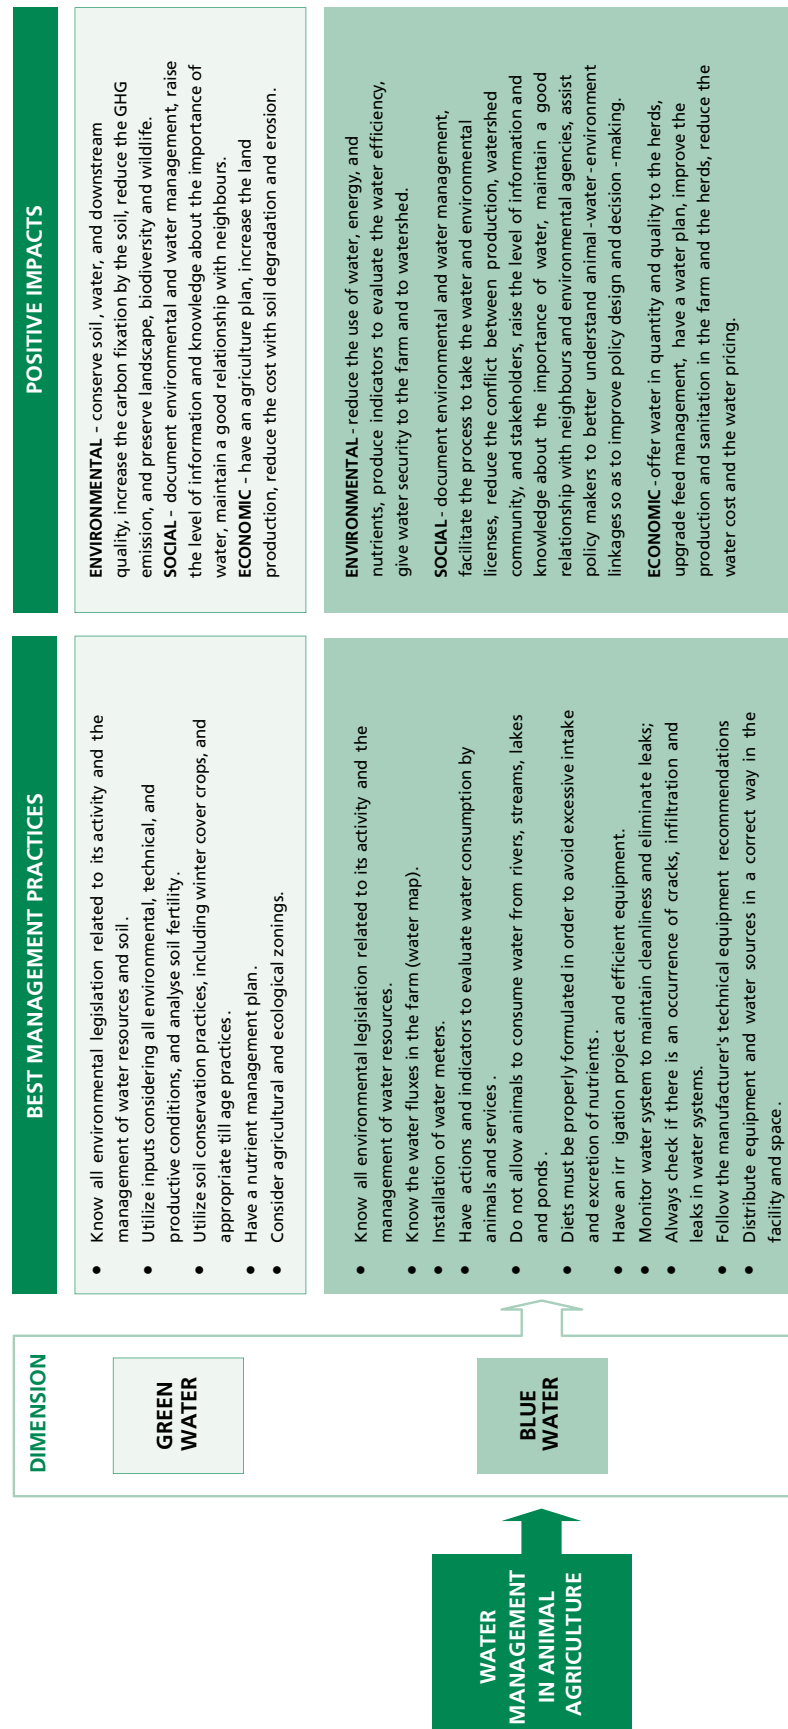 WATER
MANAGEMENT
IN ANIMAL
AGRICULTURE
DIMENSION
BEST MANAGEMENT PRACTICES
POSITIVE IMPACTS
GREEN
WATER
• Know all environmental legislation related to its activity and the
management of water resources and soil.
• Utilize inputs considering all environmental, technical, and
productive conditions, and analyse soil fertility.
• Utilize soil conservation practices, including winter cover crops, and
appropriate till age practices.
• Have a nutrient management plan.
• Consider agricultural and ecological zonings.
ENVIRONMENTAL - conserve soil, water, and downstream
quality, increase the carbon fixation by the soil, reduce the GHG
emission, and preserve landscape, biodiversity and wildlife.
SOCIAL - document environmental and water management, raise
the level of information and knowledge about the importance of
water, maintain a good relationship with neighbours.
ECONOMIC - have an agriculture plan, increase the land
production, reduce the cost with soil degradation and erosion.
BLUE
WATER
• Know all environmental legislation related to its activity and the
management of water resources.
• Know the water fluxes in the farm (water map).
• Installation of water meters.
• Have actions and indicators to evaluate water consumption by
animals and services .
• Do not allow animals to consume water from rivers, streams, lakes
and ponds .
• Diets must be properly formulated in order to avoid excessive intake
and excretion of nutrients .
• Have an irr igation project and efficient equipment.
• Monitor water system to maintain cleanliness and eliminate leaks;
• Always check if there is an occurrence of cracks, infiltration and
leaks in water systems.
• Follow the manufacturer's technical equipment recommendations
• Distribute equipment and water sources in a correct way in the
facility and space .
ENVIRONMENTAL - reduce the use of water, energy, and
nutrients, produce indicators to evaluate the water efficiency,
give water security to the farm and to watershed.
SOCIAL - document environmental and water management,
facilitate the process to take the water and environmental
licenses, reduce the conflict between production, watershed
community, and stakeholders, raise the level of information and
knowledge about the importance of water, maintain a good
relationship with neighbours and environmental agencies, assist
policy makers to better understand animal -water -environment
linkages so as to improve policy design and decision -making.
ECONOMIC - offer water in quantity and quality to the herds,
upgrade feed management, have a water plan, improve the
production and sanitation in the farm and the herds, reduce the
water cost and the water pricing.